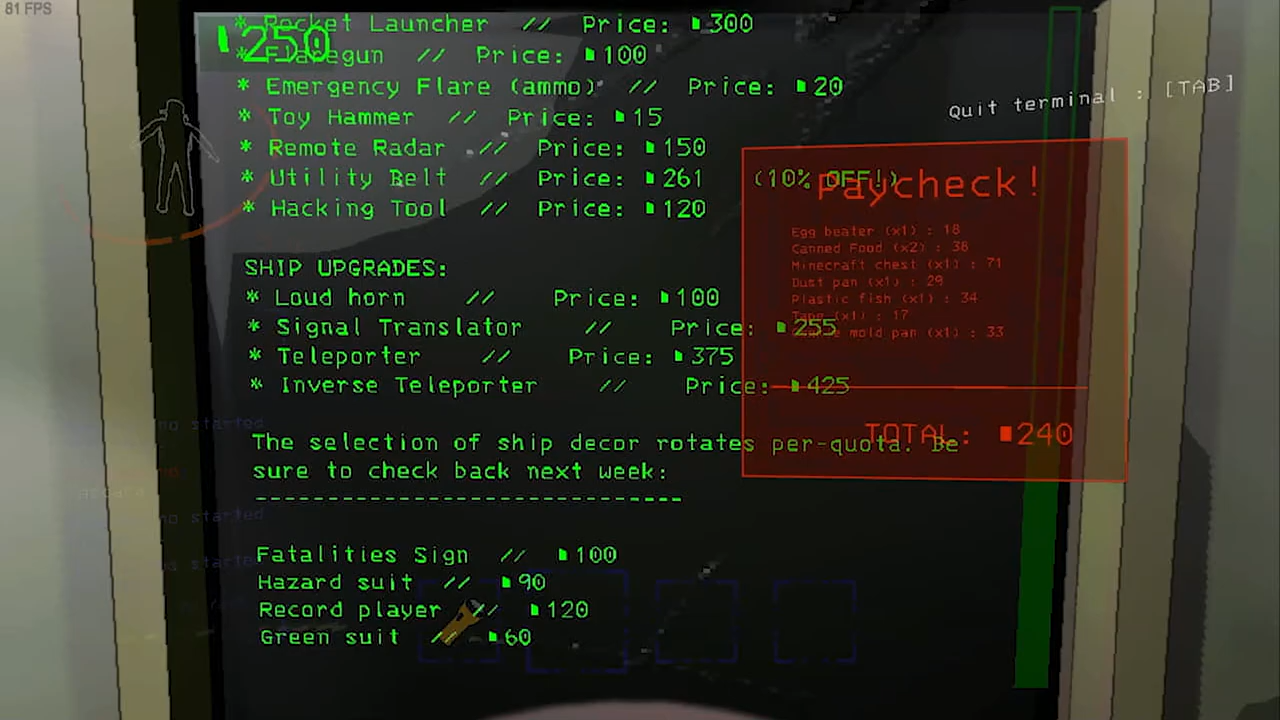 81 FPS
* Rocket Launcher // Price: ▮300
▮250
* Flaregun // Price: ▮100
* Emergency Flare (ammo) // Price: ▮20
Quit terminal : [TAB]
* Toy Hammer // Price: ▮15
* Remote Radar // Price: ▮150
* Utility Belt // Price: ▮261 (10% OFF!)
* Hacking Tool // Price: ▮120
SHIP UPGRADES:
* Loud horn // Price: ▮100
* Signal Translator // Price: ▮255
* Teleporter // Price: ▮375
* Inverse Teleporter // Price: ▮425
The selection of ship decor rotates per-quota. Be
sure to check back next week:
------------------------------
Fatalities Sign // ▮100
Hazard suit // ▮90
Record player // ▮120
Green suit // ▮60
Paycheck!
Egg beater (x1) : 18
Canned Food (x2) : 38
Minecraft chest (x1) : 71
Dust pan (x1) : 29
Plastic fish (x1) : 34
Tape (x1) : 17
mold pan (x1) : 33
TOTAL: ▮240
started
started
started